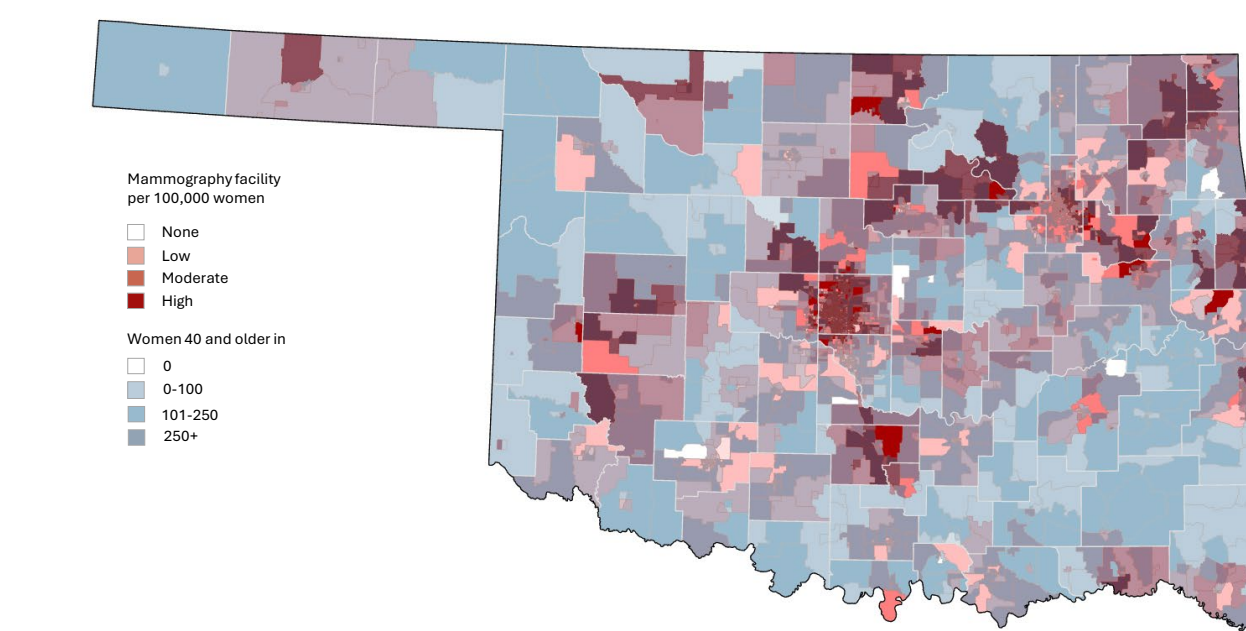 Mammography facility
per 100,000 women
None
Low
Moderate
High
Women 40 and older in
0
0-100
101-250
250+